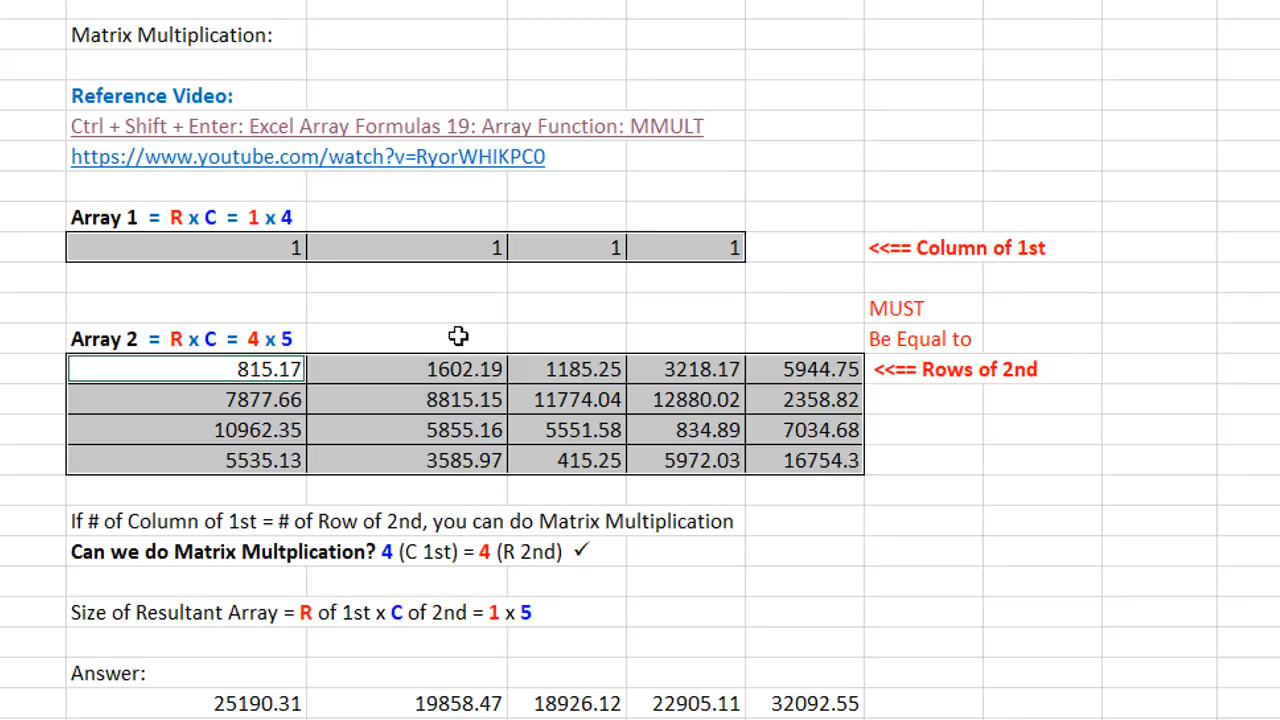 Matrix Multiplication:
Reference Video:
Ctrl + Shift + Enter: Excel Array Formulas 19: Array Function: MMULT
https://www.youtube.com/watch?v=RyorWHIKPC0
Array 1 = R x C = 1 x 4
1 1 1 1 <<== Column of 1st
MUST
Array 2 = R x C = 4 x 5 Be Equal to
815.17 1602.19 1185.25 3218.17 5944.75 <<== Rows of 2nd
7877.66 8815.15 11774.04 12880.02 2358.82
10962.35 5855.16 5551.58 834.89 7034.68
5535.13 3585.97 415.25 5972.03 16754.3
If # of Column of 1st = # of Row of 2nd, you can do Matrix Multiplication
Can we do Matrix Multplication? 4 (C 1st) = 4 (R 2nd) ✓
Size of Resultant Array = R of 1st x C of 2nd = 1 x 5
Answer:
25190.31 19858.47 18926.12 22905.11 32092.55